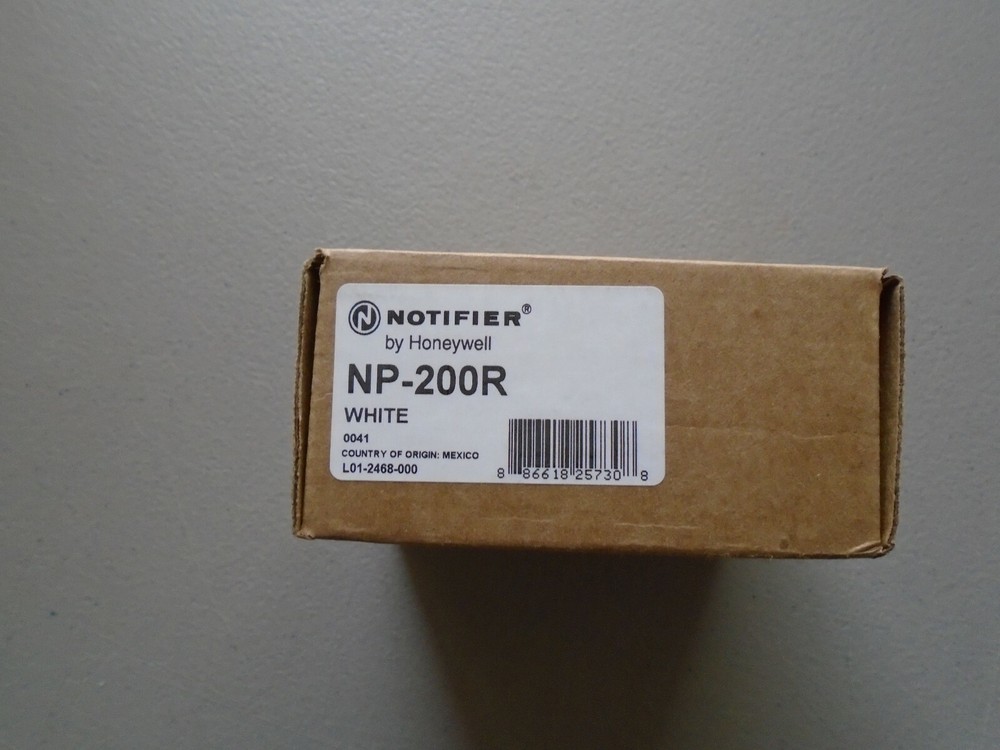 N NOTIFIER®
by Honeywell
NP-200R
WHITE
0041
COUNTRY OF ORIGIN: MEXICO
L01-2468-000
8 86618 25730 8